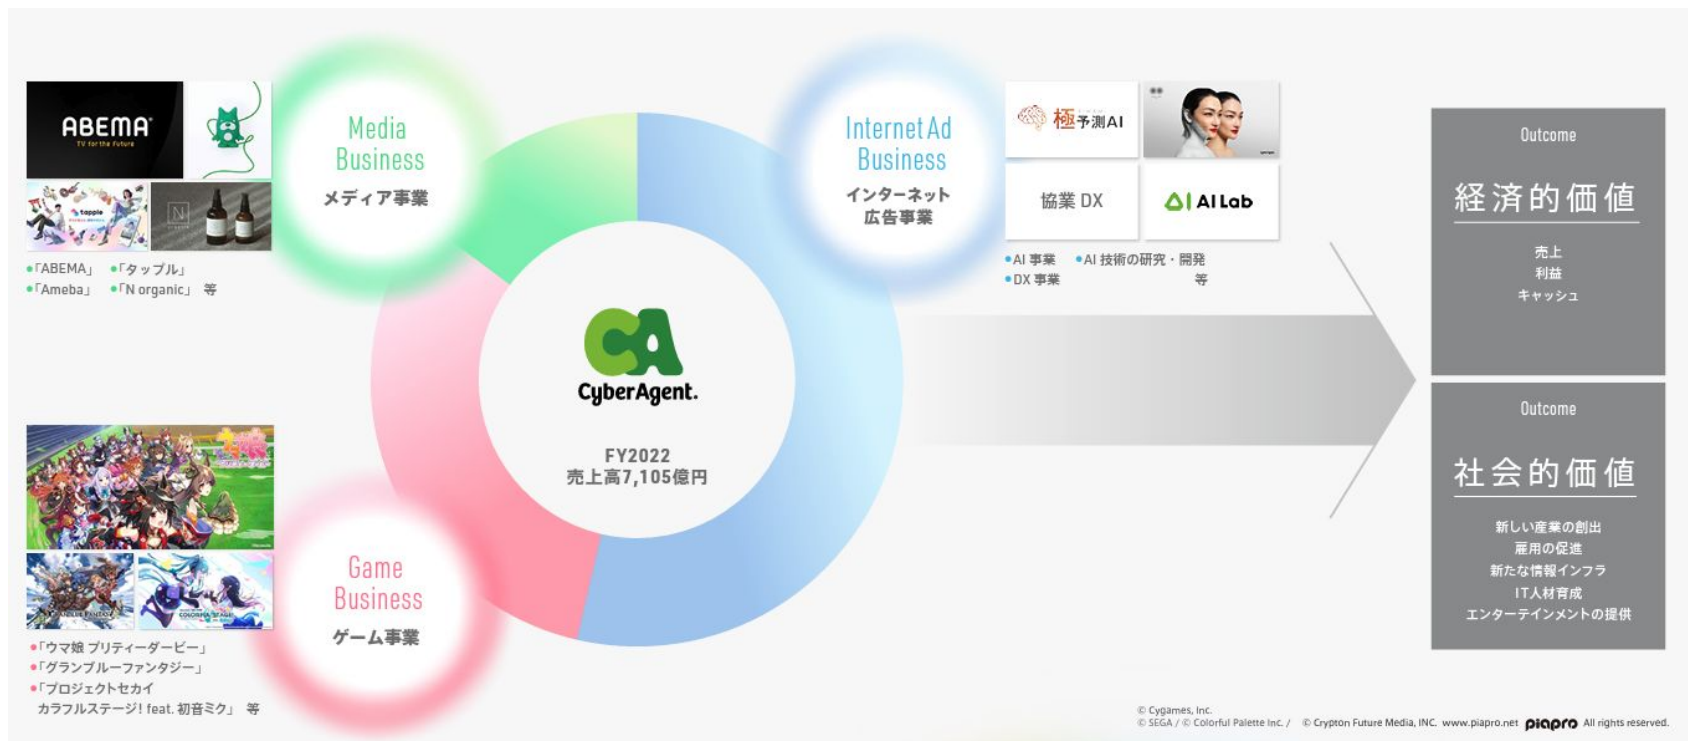 ABEMA
TV for the Future
tapple
N
Media
Business
メディア事業
●「ABEMA」 ●「タップル」
●「Ameba」 ●「N organic」 等
Internet Ad
Business
インターネット
広告事業
極予測AI
協業 DX
AI Lab
●AI 事業 ●AI 技術の研究・開発
●DX 事業 等
CyberAgent.
FY2022
売上高7,105億円
Game
Business
ゲーム事業
GRANBLUE FANTASY
COLORFUL STAGE!
●「ウマ娘 プリティーダービー」
●「グランブルーファンタジー」
●「プロジェクトセカイ
カラフルステージ! feat. 初音ミク」 等
Outcome
経済的価値
売上
利益
キャッシュ
Outcome
社会的価値
新しい産業の創出
雇用の促進
新たな情報インフラ
IT人材育成
エンターテインメントの提供
© Cygames, Inc.
© SEGA / © Colorful Palette Inc. / © Crypton Future Media, INC. www.piapro.net piapro All rights reserved.